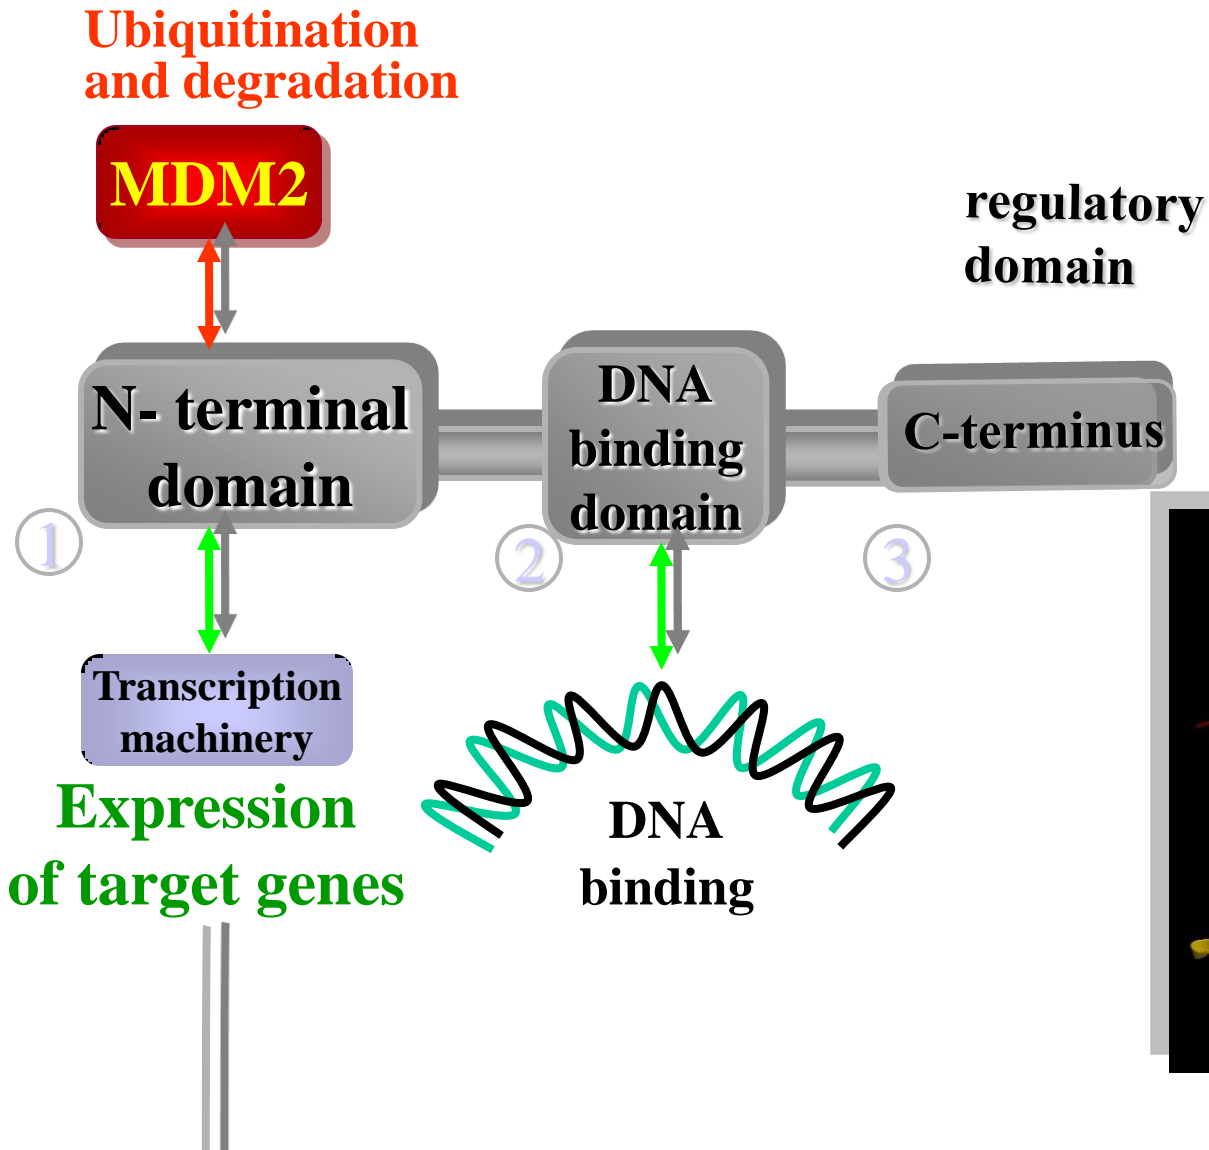 Ubiquitination
and degradation
MDM2
regulatory
domain
N- terminal
domain
DNA
binding
domain
C-terminus
1
2
3
Transcription
machinery
Expression
of target genes
DNA
binding